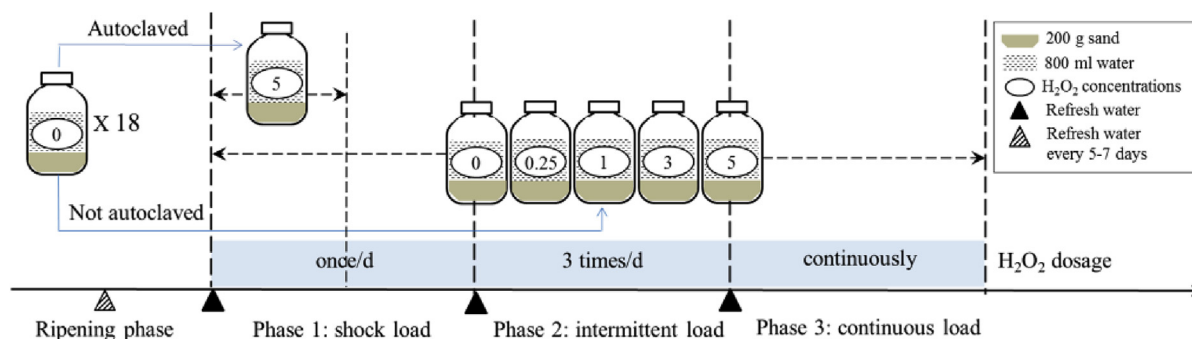 Autoclaved
0
X 18
Not autoclaved
5
0
0.25
1
3
5
200 g sand
800 ml water
H₂O₂ concentrations
Refresh water
Refresh water
every 5-7 days
once/d
3 times/d
continuously
H₂O₂ dosage
Ripening phase
Phase 1: shock load
Phase 2: intermittent load
Phase 3: continuous load